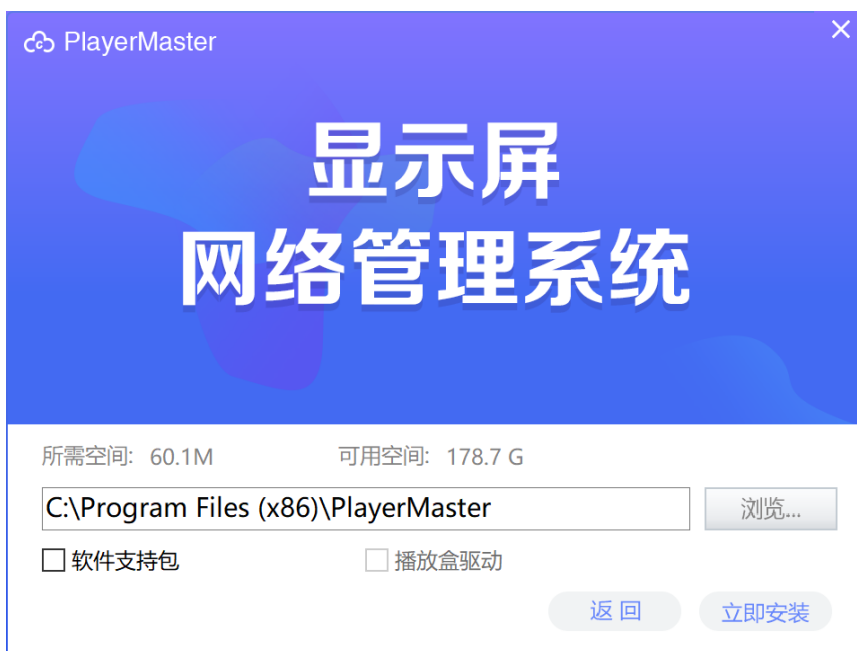 PlayerMaster
显示屏
网络管理系统
所需空间: 60.1M 可用空间: 178.7 G
C:\Program Files (x86)\PlayerMaster 浏览...
软件支持包 播放盒驱动
返 回 立即安装